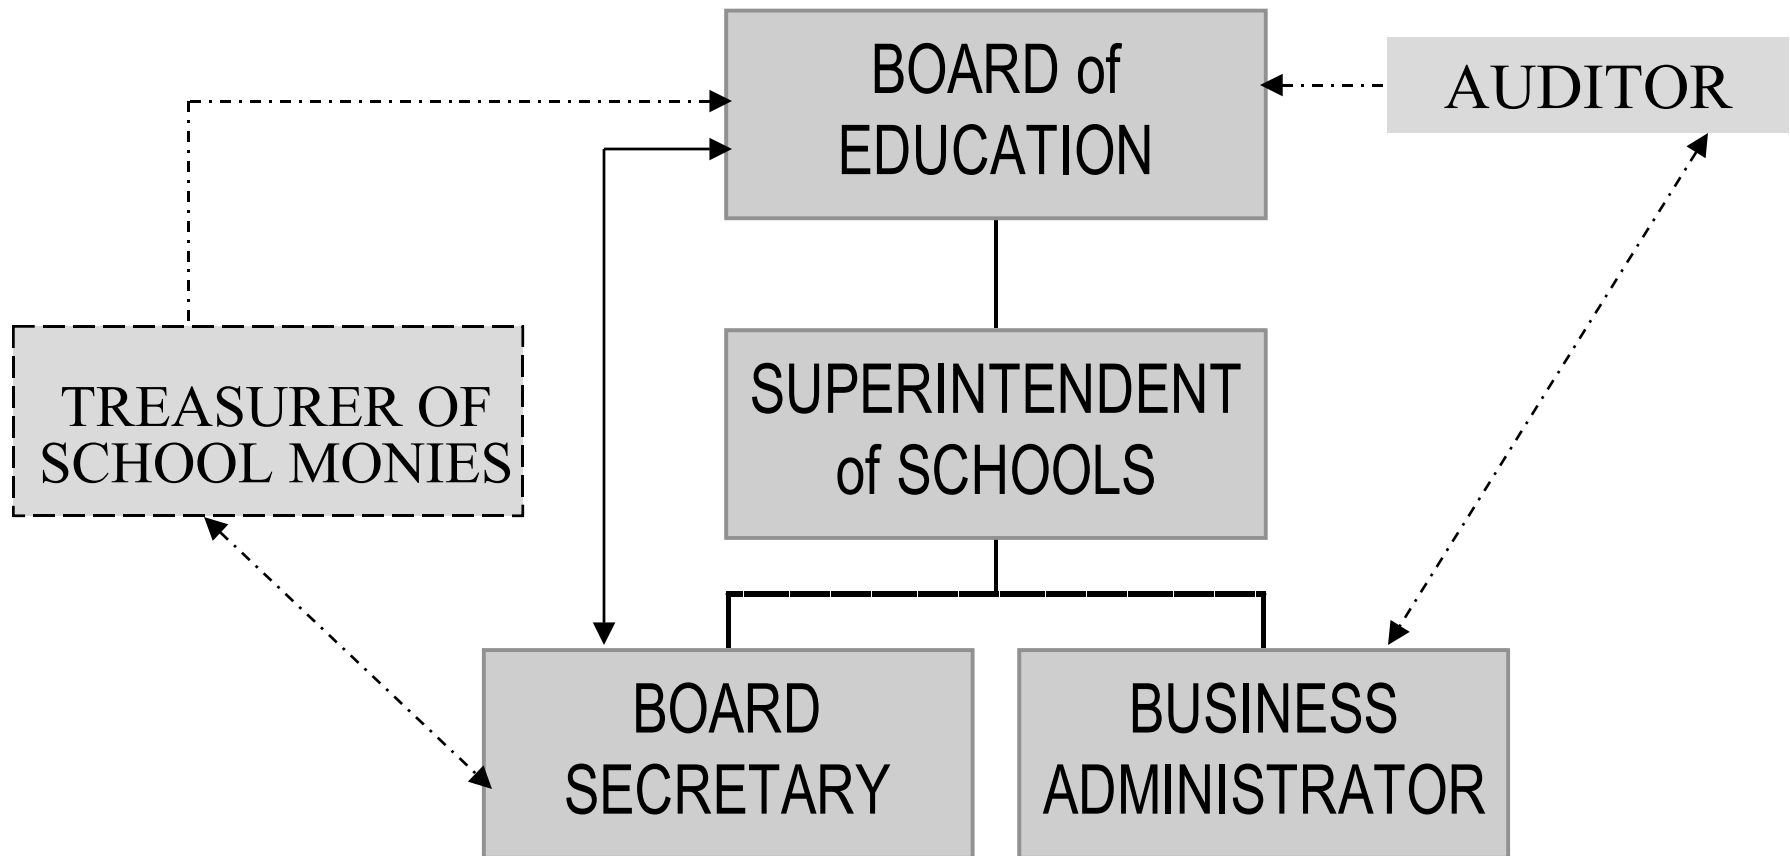 BOARD of
EDUCATION
AUDITOR
TREASURER OF
SCHOOL MONIES
SUPERINTENDENT
of SCHOOLS
BOARD
SECRETARY
BUSINESS
ADMINISTRATOR